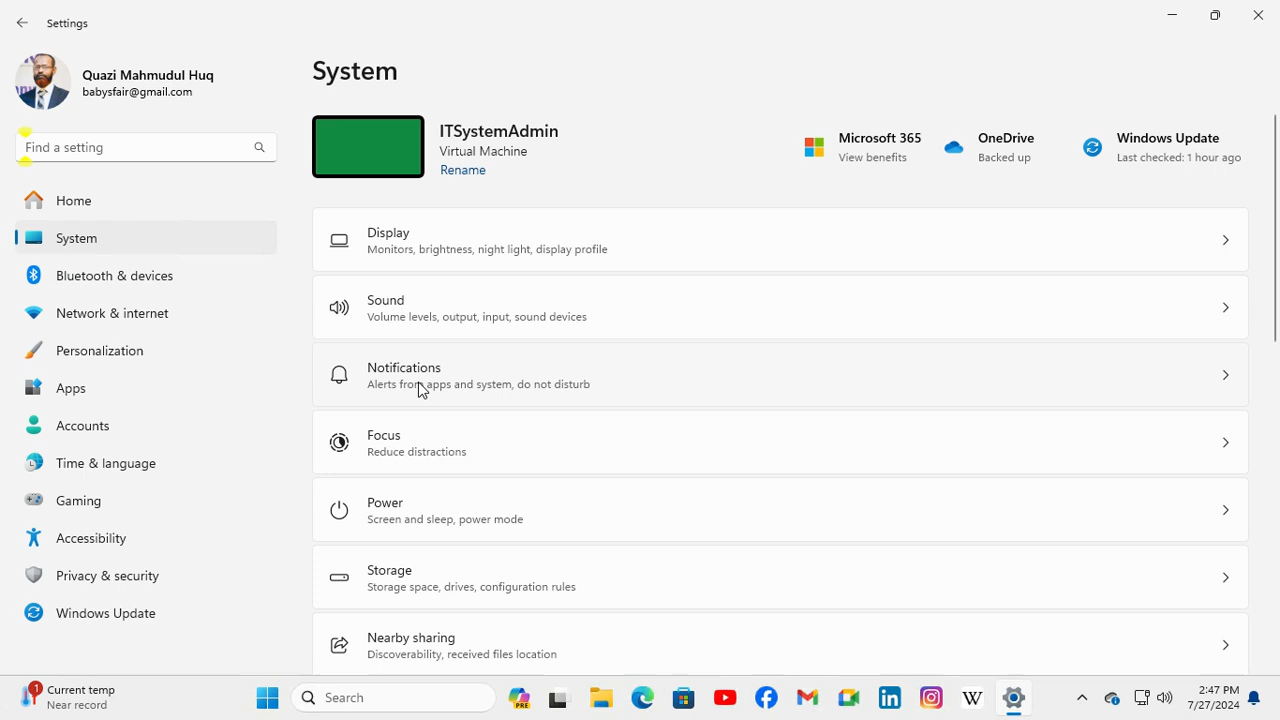 Settings
Quazi Mahmudul Huq
babysfair@gmail.com
Find a setting
Home
System
Bluetooth & devices
Network & internet
Personalization
Apps
Accounts
Time & language
Gaming
Accessibility
Privacy & security
Windows Update
System
ITSystemAdmin
Virtual Machine
Rename
Microsoft 365
View benefits
OneDrive
Backed up
Windows Update
Last checked: 1 hour ago
Display
Monitors, brightness, night light, display profile
Sound
Volume levels, output, input, sound devices
Notifications
Alerts from apps and system, do not disturb
Focus
Reduce distractions
Power
Screen and sleep, power mode
Storage
Storage space, drives, configuration rules
Nearby sharing
Discoverability, received files location
1
Current temp
Near record
Search
PRE
W
2:47 PM
7/27/2024